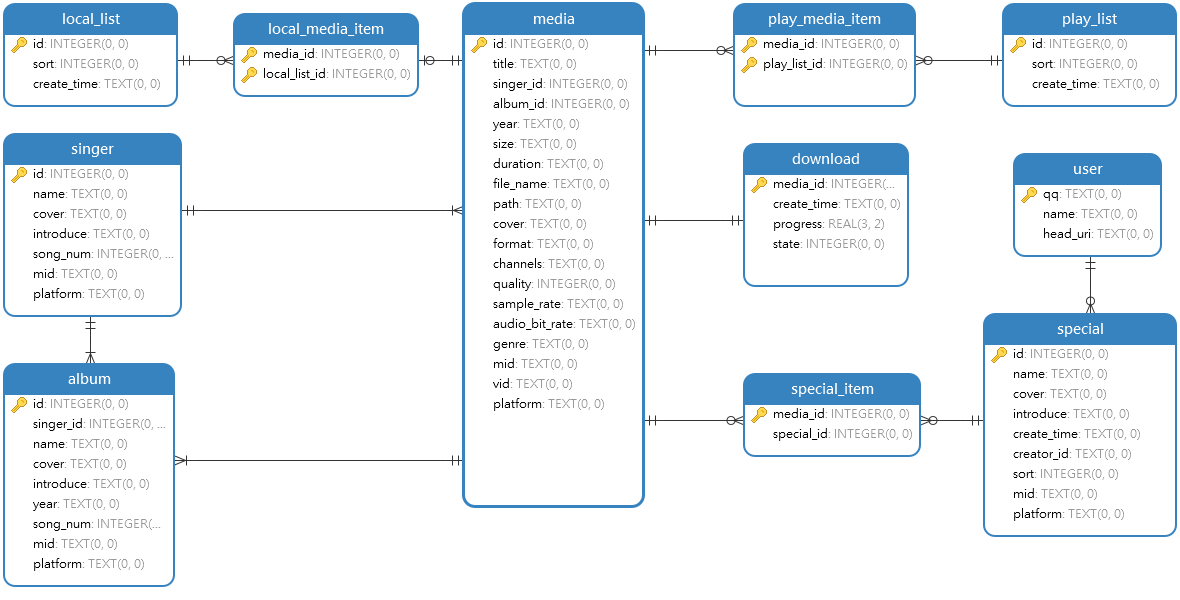 local_list
id: INTEGER(0, 0)
sort: INTEGER(0, 0)
create_time: TEXT(0, 0)
local_media_item
media_id: INTEGER(0, 0)
local_list_id: INTEGER(0, 0)
media
id: INTEGER(0, 0)
title: TEXT(0, 0)
singer_id: INTEGER(0, 0)
album_id: INTEGER(0, 0)
year: TEXT(0, 0)
size: TEXT(0, 0)
duration: TEXT(0, 0)
file_name: TEXT(0, 0)
path: TEXT(0, 0)
cover: TEXT(0, 0)
format: TEXT(0, 0)
channels: TEXT(0, 0)
quality: INTEGER(0, 0)
sample_rate: TEXT(0, 0)
audio_bit_rate: TEXT(0, 0)
genre: TEXT(0, 0)
mid: TEXT(0, 0)
vid: TEXT(0, 0)
platform: TEXT(0, 0)
play_media_item
media_id: INTEGER(0, 0)
play_list_id: INTEGER(0, 0)
play_list
id: INTEGER(0, 0)
sort: INTEGER(0, 0)
create_time: TEXT(0, 0)
singer
id: INTEGER(0, 0)
name: TEXT(0, 0)
cover: TEXT(0, 0)
introduce: TEXT(0, 0)
song_num: INTEGER(0, ...
mid: TEXT(0, 0)
platform: TEXT(0, 0)
download
media_id: INTEGER(...
create_time: TEXT(0, 0)
progress: REAL(3, 2)
state: INTEGER(0, 0)
user
qq: TEXT(0, 0)
name: TEXT(0, 0)
head_uri: TEXT(0, 0)
album
id: INTEGER(0, 0)
singer_id: INTEGER(0, ...
name: TEXT(0, 0)
cover: TEXT(0, 0)
introduce: TEXT(0, 0)
year: TEXT(0, 0)
song_num: INTEGER(...
mid: TEXT(0, 0)
platform: TEXT(0, 0)
special_item
media_id: INTEGER(0, 0)
special_id: INTEGER(0, 0)
special
id: INTEGER(0, 0)
name: TEXT(0, 0)
cover: TEXT(0, 0)
introduce: TEXT(0, 0)
create_time: TEXT(0, 0)
creator_id: TEXT(0, 0)
sort: INTEGER(0, 0)
mid: TEXT(0, 0)
platform: TEXT(0, 0)